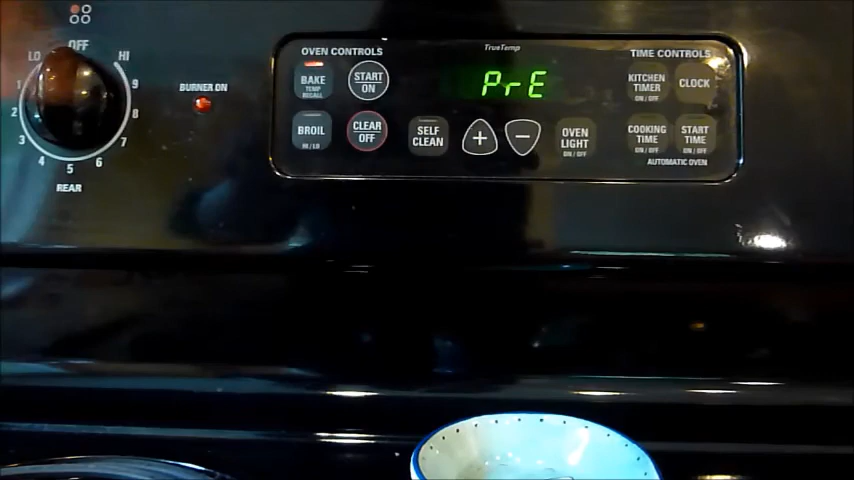 OFF
LO
HI
1
2
3
4
5
6
7
8
9
REAR
BURNER ON
OVEN CONTROLS
TrueTemp
TIME CONTROLS
BAKE
TEMP
RECALL
START
ON
PrE
KITCHEN
TIMER
ON / OFF
CLOCK
BROIL
HI / LO
CLEAR
OFF
SELF
CLEAN
+
−
OVEN
LIGHT
ON / OFF
COOKING
TIME
ON / OFF
START
TIME
ON / OFF
AUTOMATIC OVEN